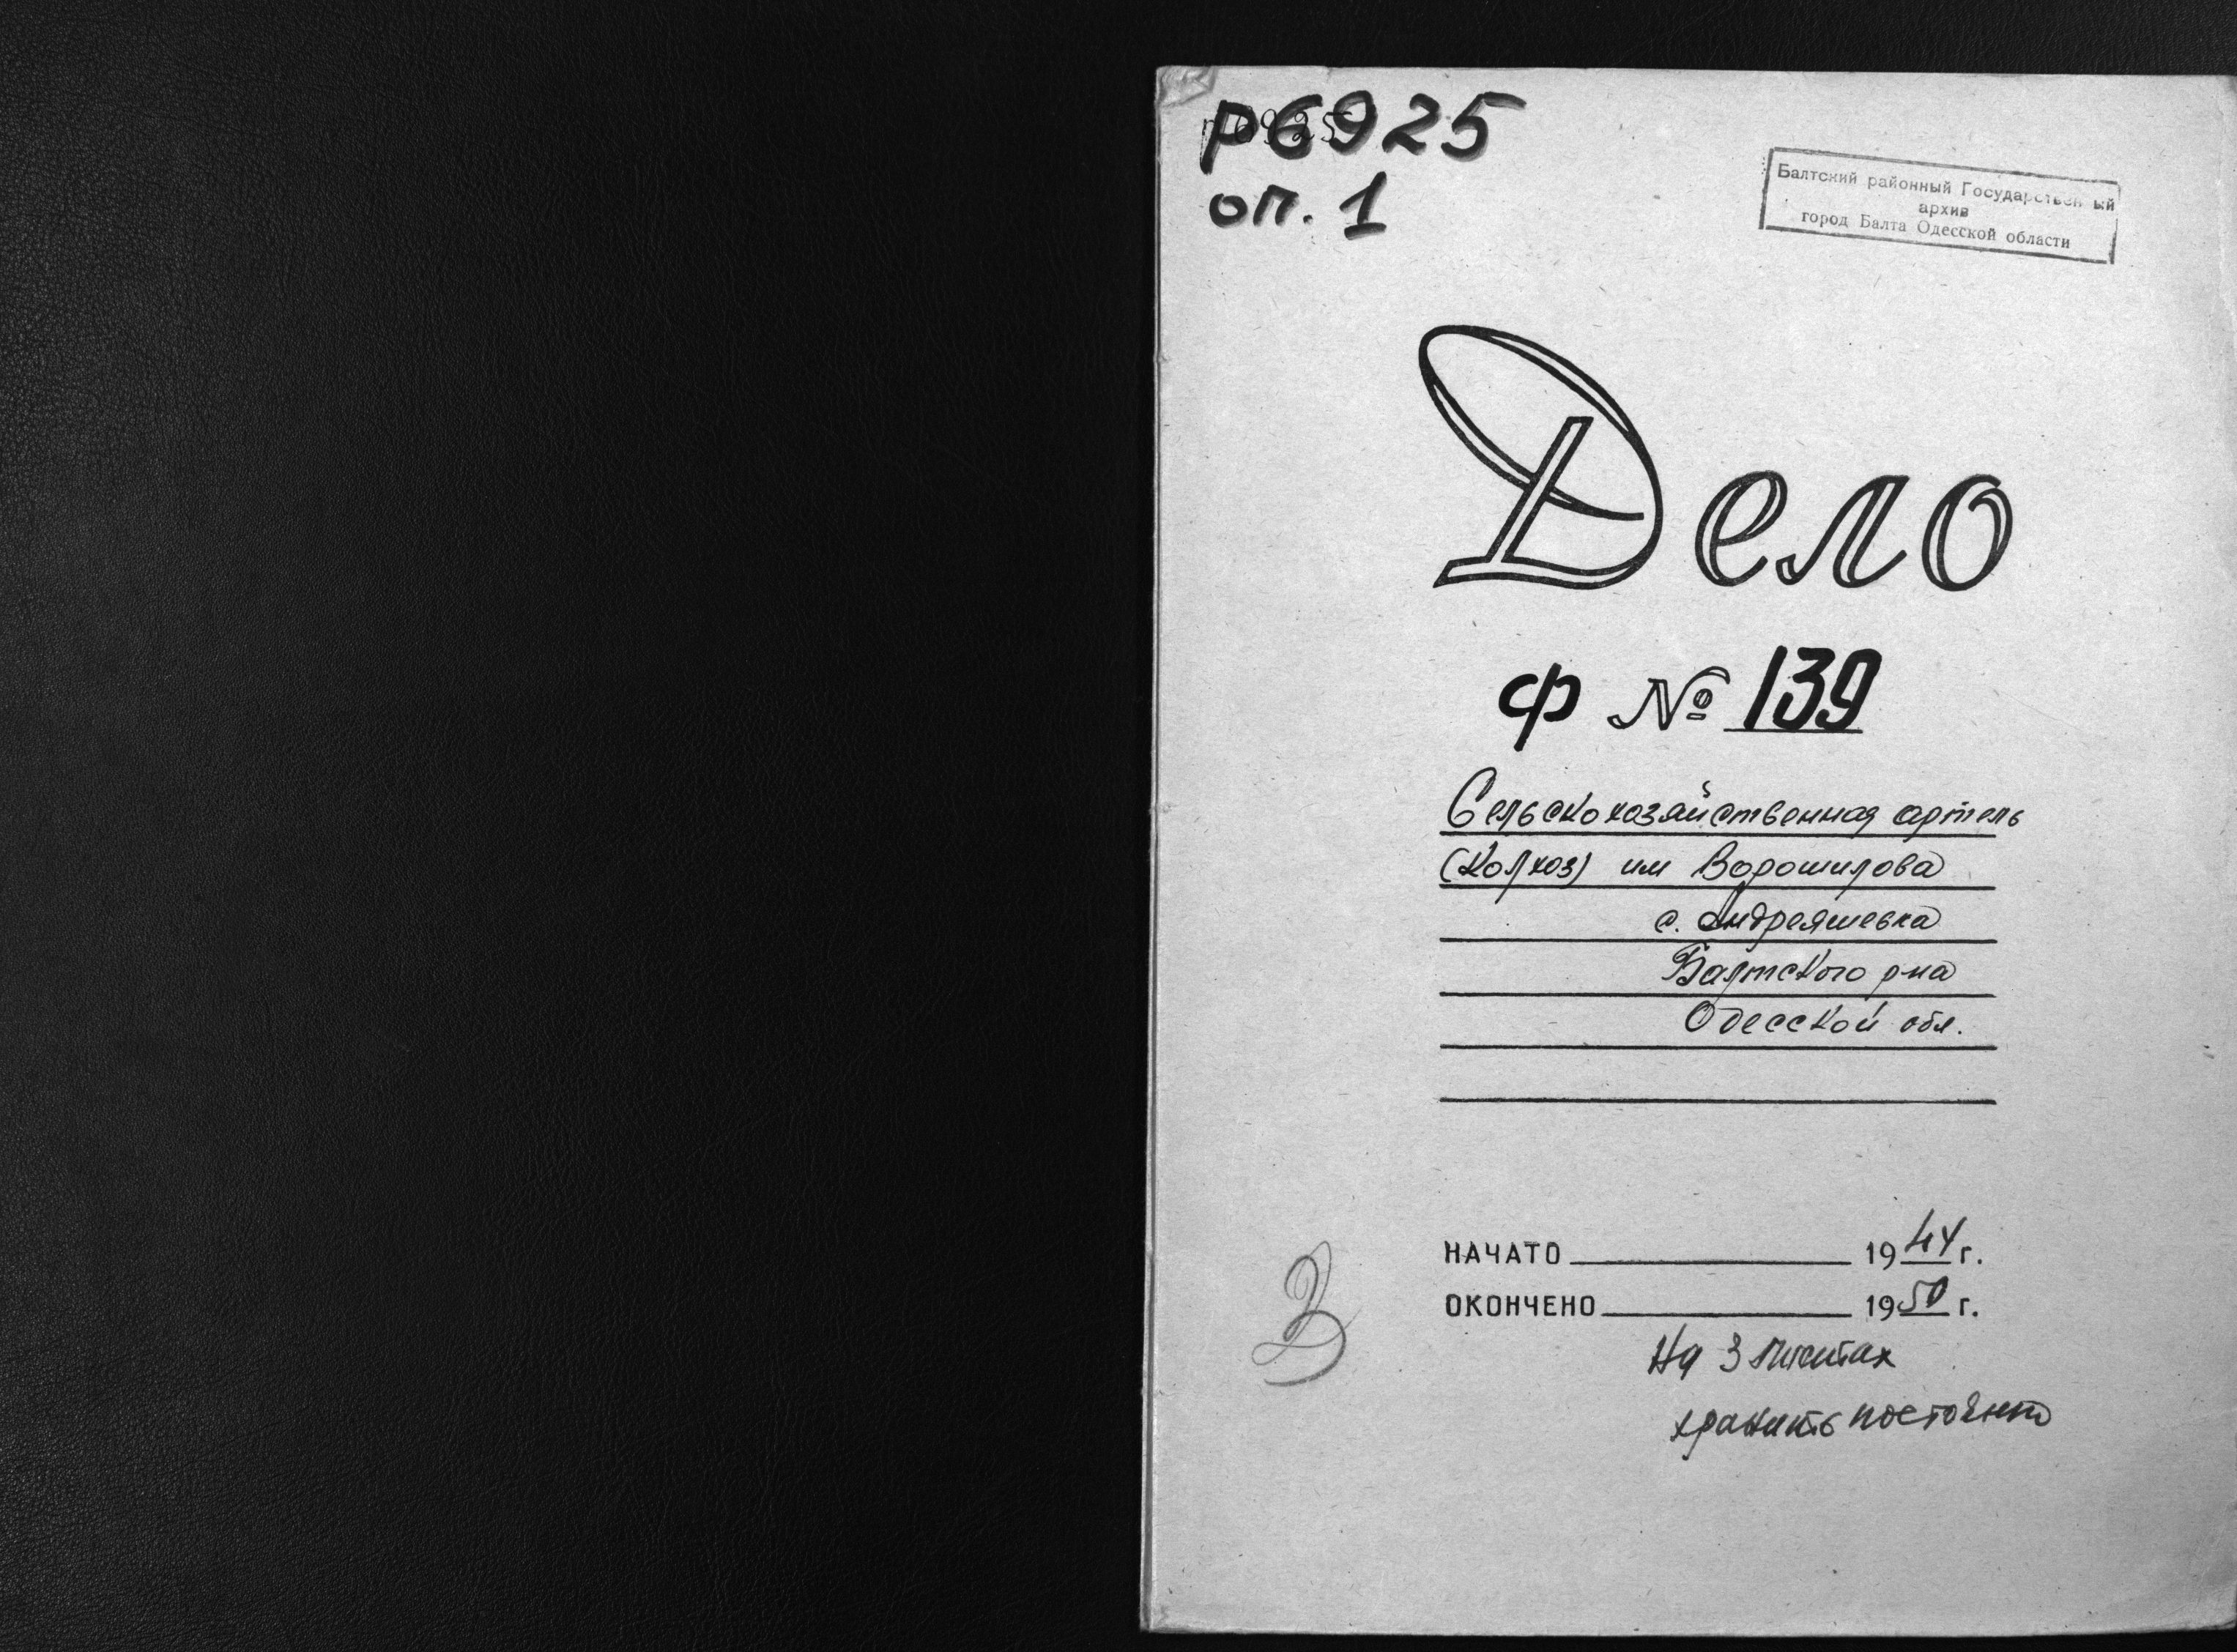 р6925
оп. 1
Балтский районный Государствен ый
архив
город Балта Одесской области
Дело
Ф № 139
Сельскохозяйственная артель
(Колхоз) им Ворошилова
с. Андреяшевка
Балтского р-на
Одесской обл.
НАЧАТО 1944 г.
ОКОНЧЕНО 1950 г.
На 3 листах
хранить постоянно